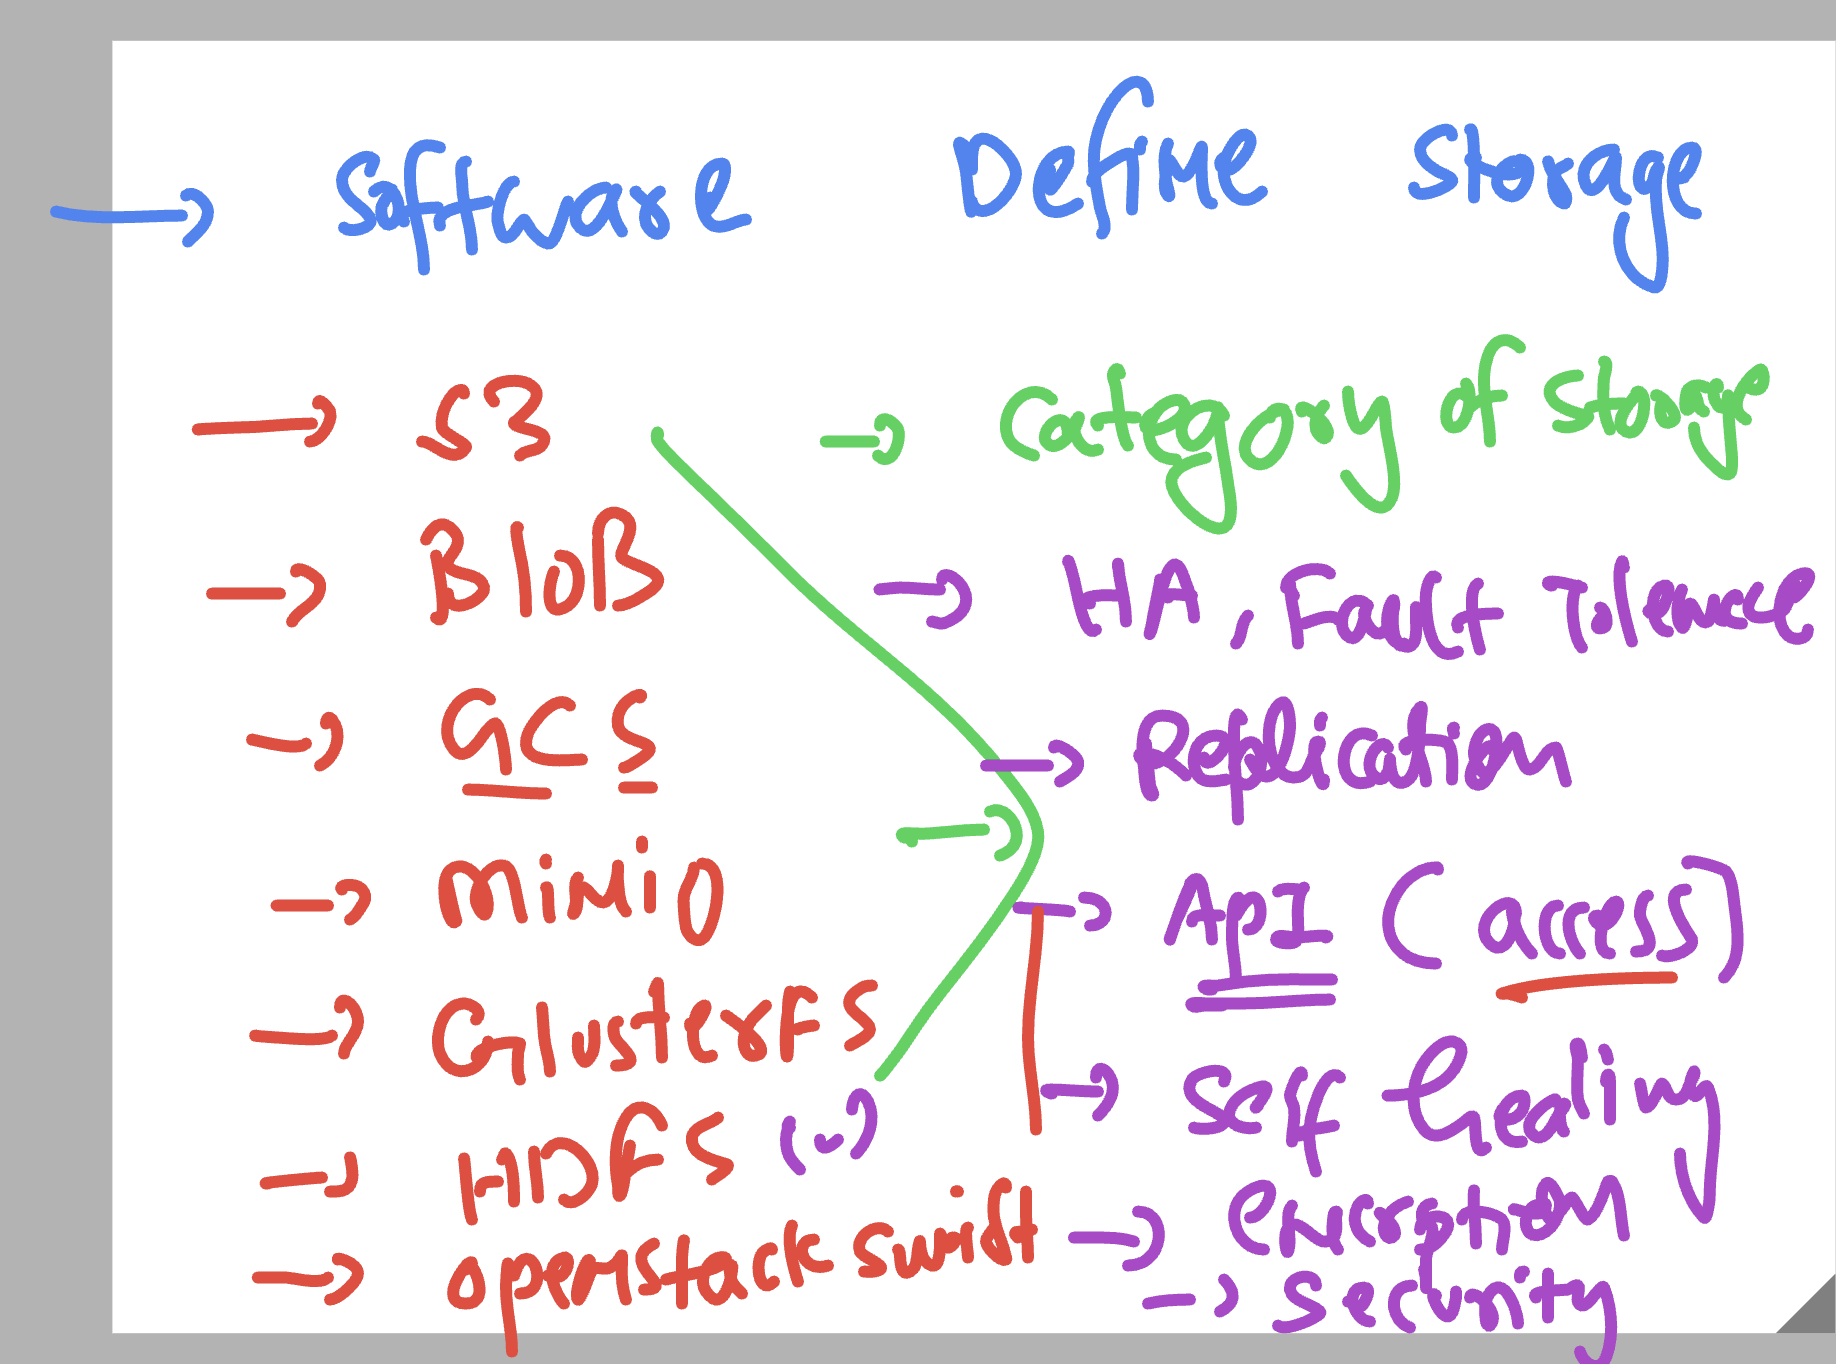 → Software Define Storage
→ S3
→ BloB
→ GCS
→ MiNiO
→ GlusterFS
→ HDFS (..)
→ openstack swift
→ Category of Storage
→ HA, Fault Tolerance
→ Replication
→ API (access)
→ Self healing
→ encryption
→ security